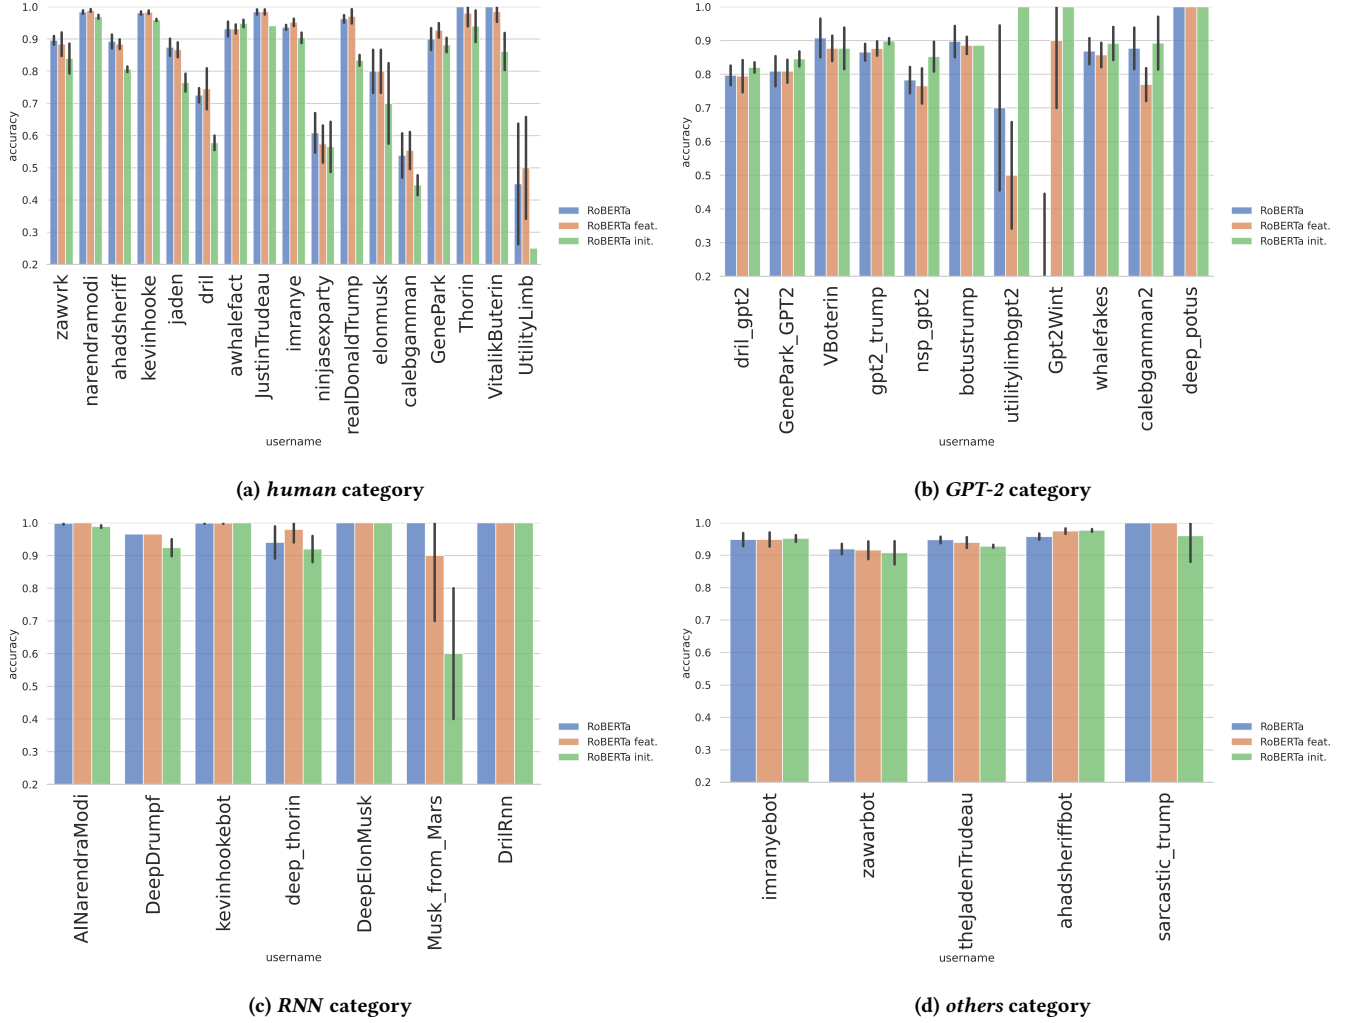 1.0
0.9
0.8
0.7
0.6
0.5
0.4
0.3
0.2
accuracy
zawvrk
narendramodi
ahadsheriff
kevinhooke
jaden
dril
awhalefact
JustinTrudeau
imranye
ninjasexparty
realDonaldTrump
elonmusk
calebgamman
GenePark
Thorin
VitalikButerin
UtilityLimb
username
RoBERTa
RoBERTa feat.
RoBERTa init.
(a) human category
1.0
0.9
0.8
0.7
0.6
0.5
0.4
0.3
0.2
accuracy
dril_gpt2
GenePark_GPT2
VBoterin
gpt2_trump
nsp_gpt2
botustrump
utilitylimbgpt2
Gpt2Wint
whalefakes
calebgamman2
deep_potus
username
RoBERTa
RoBERTa feat.
RoBERTa init.
(b) GPT-2 category
1.0
0.9
0.8
0.7
0.6
0.5
0.4
0.3
0.2
accuracy
AINarendraModi
DeepDrumpf
kevinhookebot
deep_thorin
DeepElonMusk
Musk_from_Mars
DrilRnn
username
RoBERTa
RoBERTa feat.
RoBERTa init.
(c) RNN category
1.0
0.9
0.8
0.7
0.6
0.5
0.4
0.3
0.2
accuracy
imranyebot
zawarbot
theJadenTrudeau
ahadsheriffbot
sarcastic_trump
username
RoBERTa
RoBERTa feat.
RoBERTa init.
(d) others category